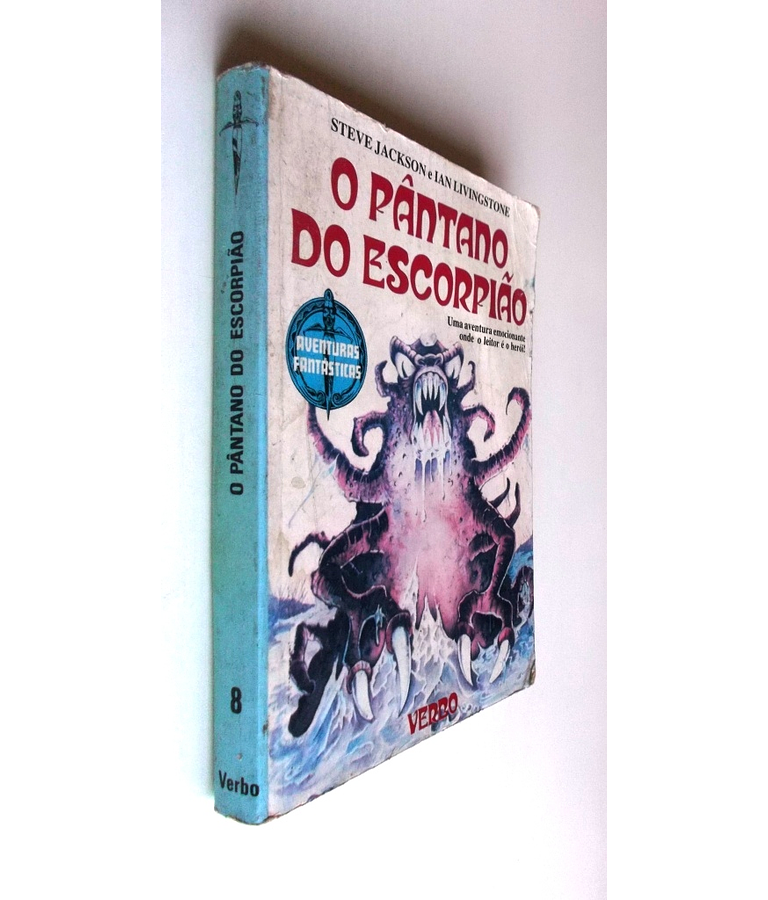 O PÂNTANO DO ESCORPIÃO
8
Verbo
STEVE JACKSON e IAN LIVINGSTONE
O PÂNTANO
DO ESCORPIÃO
Uma aventura emocionante
onde o leitor é o herói!
AVENTURAS
FANTÁSTICAS
VERBO